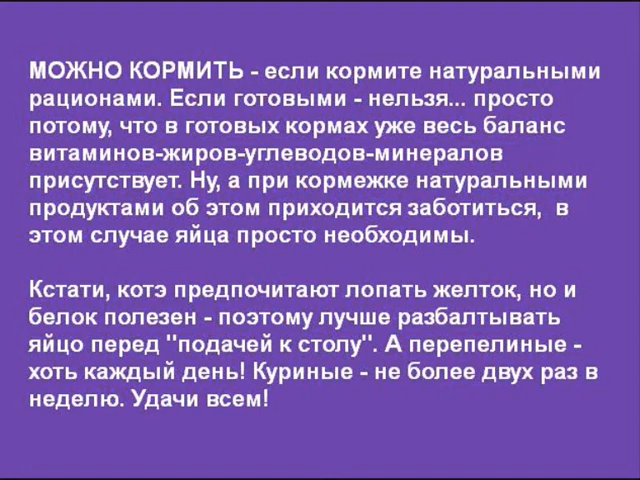 МОЖНО КОРМИТЬ - если кормите натуральными
рационами. Если готовыми - нельзя... просто
потому, что в готовых кормах уже весь баланс
витаминов-жиров-углеводов-минералов
присутствует. Ну, а при кормежке натуральными
продуктами об этом приходится заботиться,  в
этом случае яйца просто необходимы.

Кстати, котэ предпочитают лопать желток, но и
белок полезен - поэтому лучше разбалтывать
яйцо перед "подачей к столу". А перепелиные -
хоть каждый день! Куриные - не более двух раз в
неделю. Удачи всем!